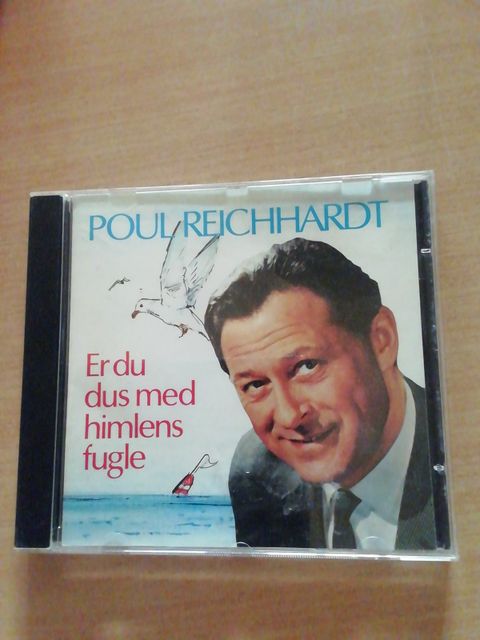 POUL REICHHARDT
Er du
dus med
himlens
fugle